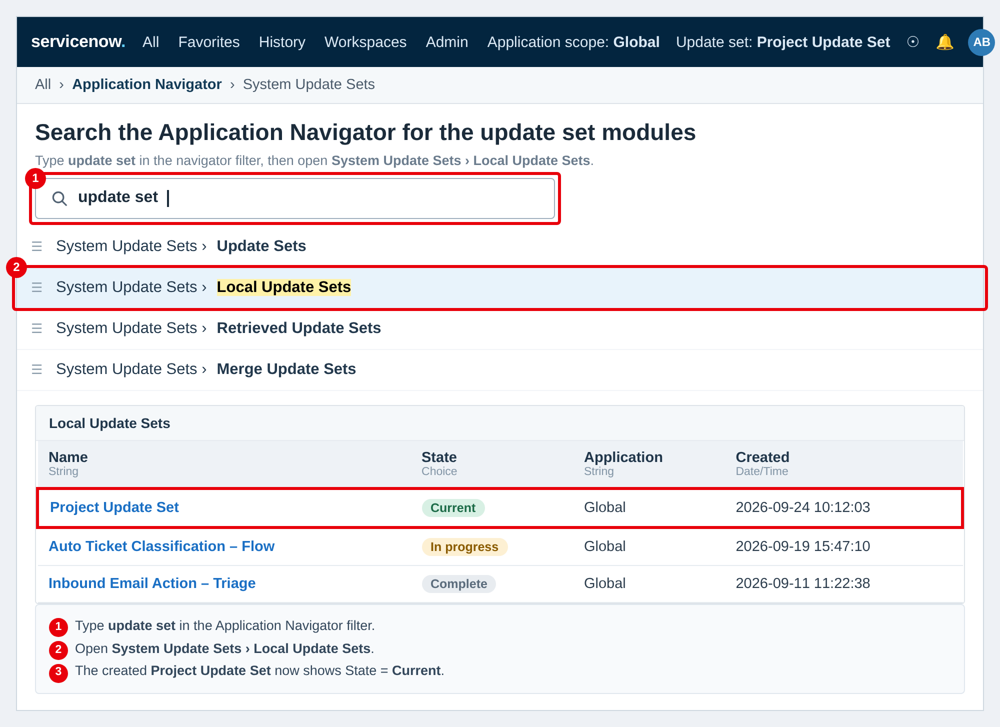 servicenow. All Favorites History Workspaces Admin Application scope: Global Update set: Project Update Set AB
All › Application Navigator › System Update Sets
Search the Application Navigator for the update set modules
Type update set in the navigator filter, then open System Update Sets › Local Update Sets.
1
update set
System Update Sets › Update Sets
2
System Update Sets › Local Update Sets
System Update Sets › Retrieved Update Sets
System Update Sets › Merge Update Sets
Local Update Sets
Name State Application Created
String Choice String Date/Time
Project Update Set Current Global 2026-09-24 10:12:03
Auto Ticket Classification – Flow In progress Global 2026-09-19 15:47:10
Inbound Email Action – Triage Complete Global 2026-09-11 11:22:38
1 Type update set in the Application Navigator filter.
2 Open System Update Sets › Local Update Sets.
3 The created Project Update Set now shows State = Current.